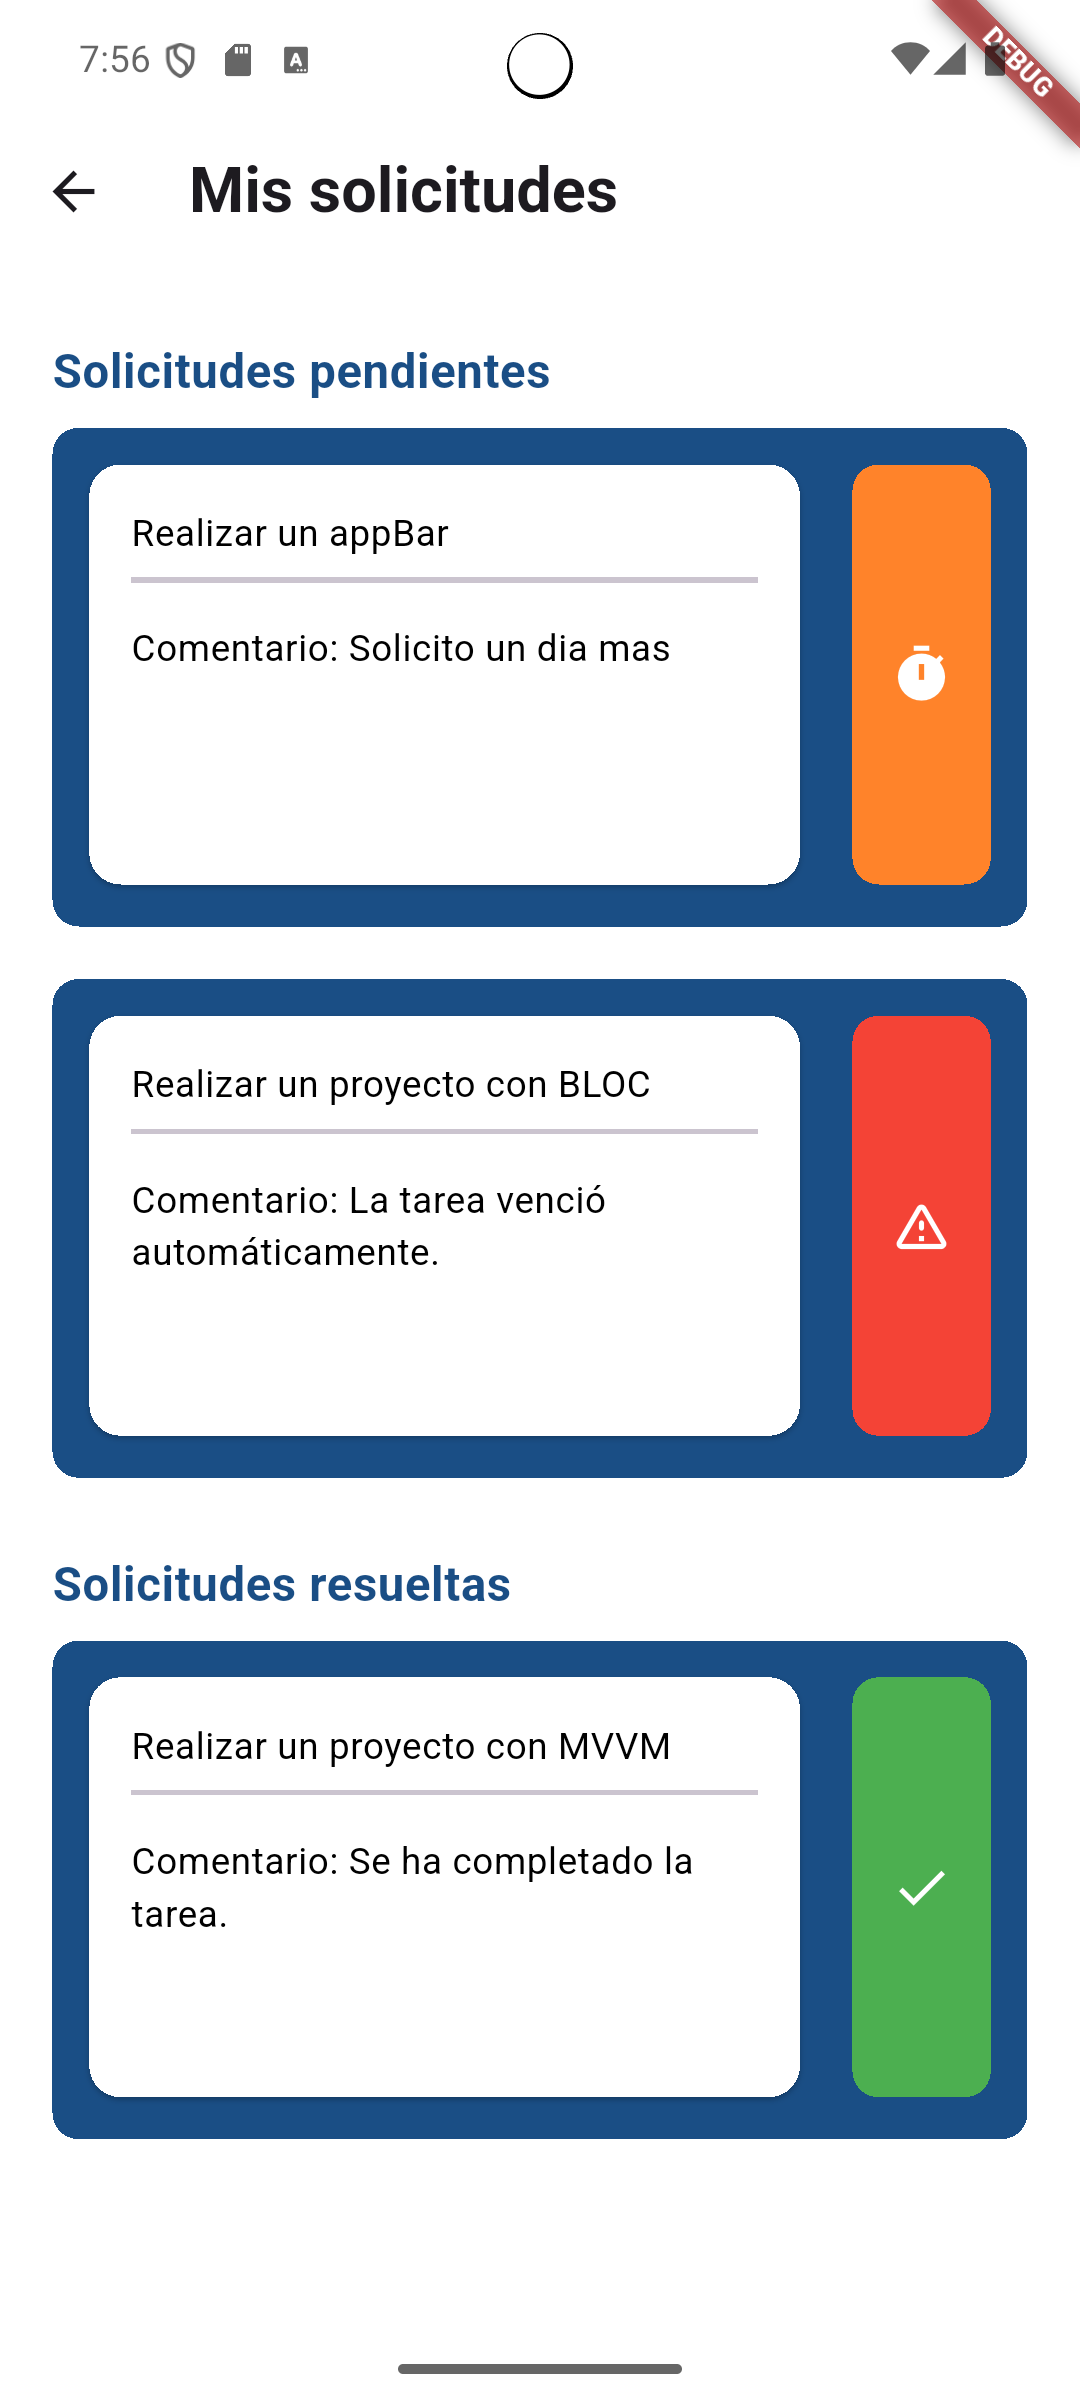 7:56
A
DEBUG
Mis solicitudes
Solicitudes pendientes
Realizar un appBar
Comentario: Solicito un dia mas
Realizar un proyecto con BLOC
Comentario: La tarea venció
automáticamente.
Solicitudes resueltas
Realizar un proyecto con MVVM
Comentario: Se ha completado la
tarea.